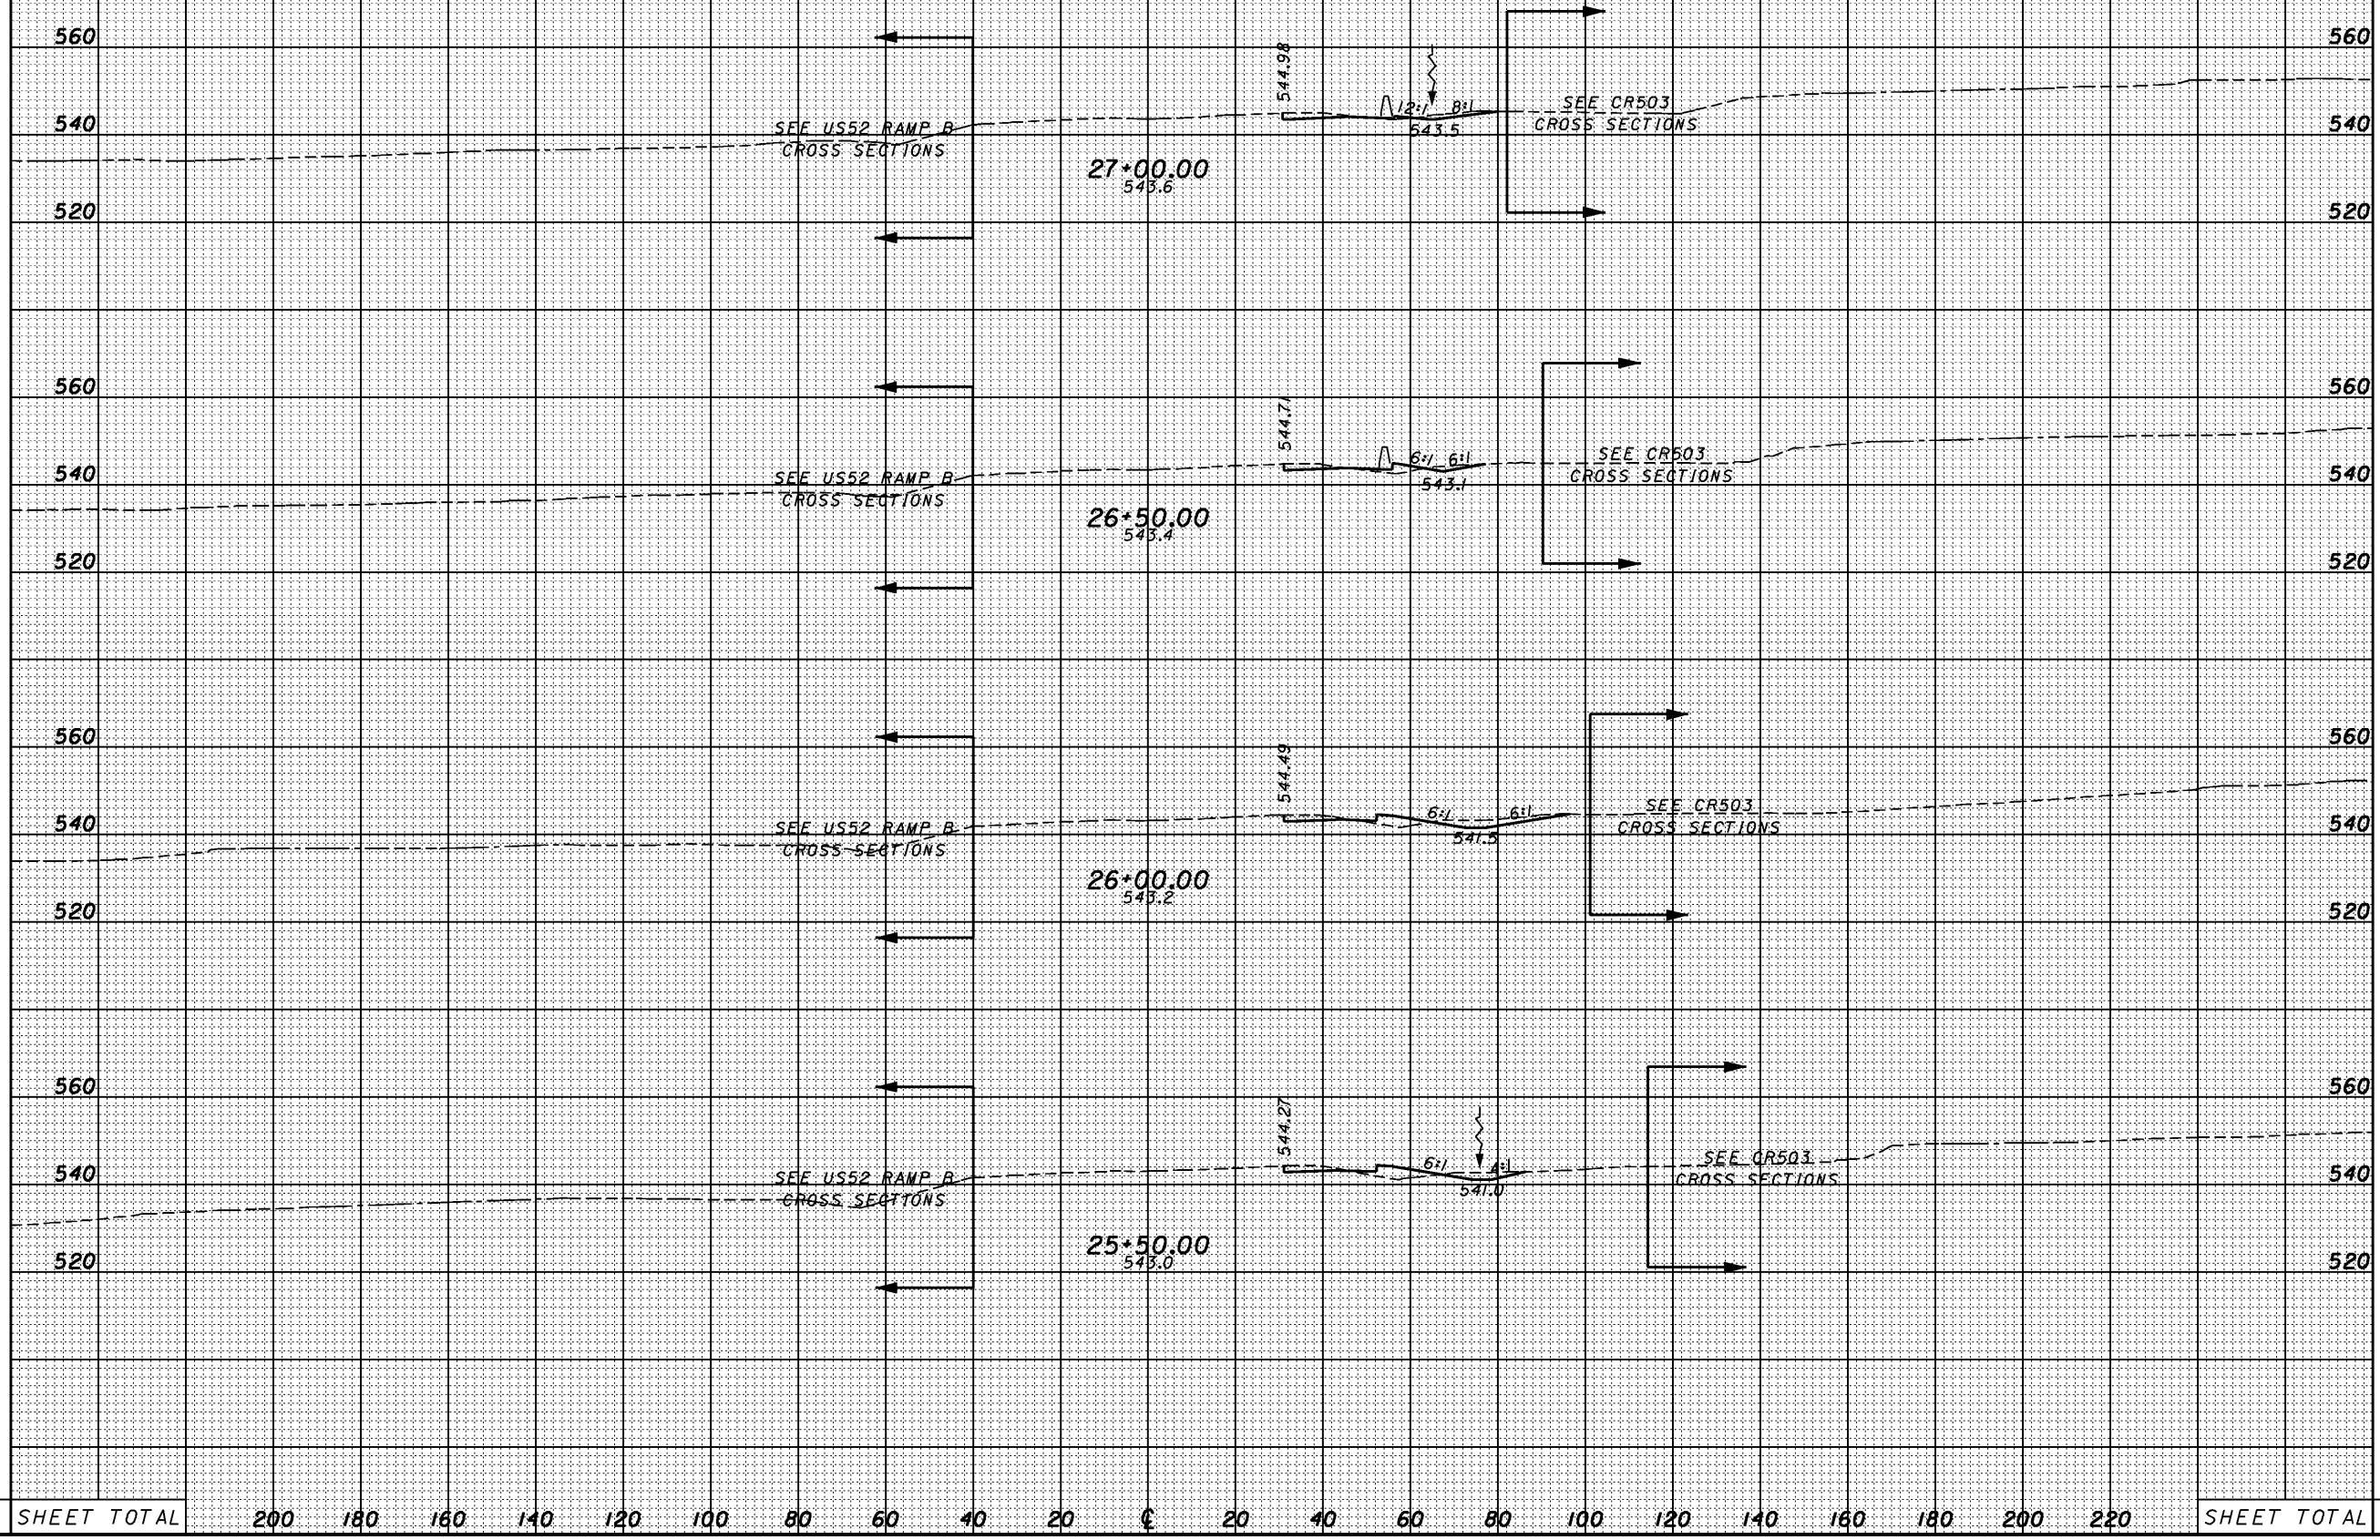 560 560
544.98
540 SEE US52 RAMP B 12:1 8:1 SEE CR503 540
CROSS SECTIONS 543.5 CROSS SECTIONS
27+00.00
543.6
520 520
560 560
544.71
540 SEE US52 RAMP B 6:1 6:1 SEE CR503 540
CROSS SECTIONS 543.1 CROSS SECTIONS
26+50.00
543.4
520 520
560 560
544.49
540 SEE US52 RAMP B 6:1 6:1 SEE CR503 540
CROSS SECTIONS 541.5 CROSS SECTIONS
26+00.00
543.2
520 520
560 560
544.27
540 SEE US52 RAMP B 6:1 4:1 SEE CR503 540
CROSS SECTIONS 541.0 CROSS SECTIONS
25+50.00
543.0
520 520
SHEET TOTAL 200 180 160 140 120 100 80 60 40 20 ℄ 20 40 60 80 100 120 140 160 180 200 220 SHEET TOTAL